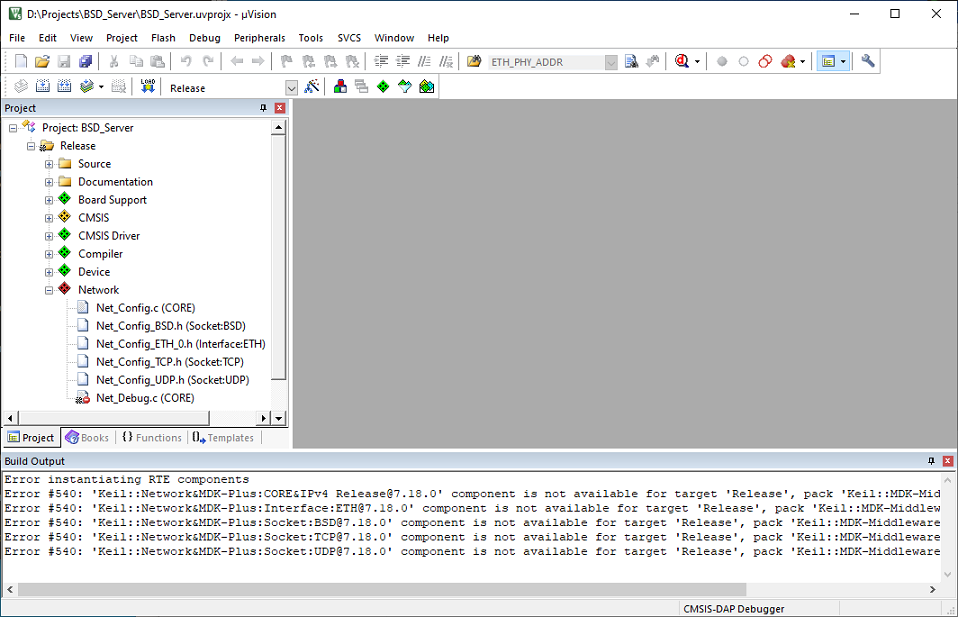 D:\Projects\BSD_Server\BSD_Server.uvprojx - µVision
File Edit View Project Flash Debug Peripherals Tools SVCS Window Help
ETH_PHY_ADDR
LOAD Release
Project
Project: BSD_Server
Release
Source
Documentation
Board Support
CMSIS
CMSIS Driver
Compiler
Device
Network
Net_Config.c (CORE)
Net_Config_BSD.h (Socket:BSD)
Net_Config_ETH_0.h (Interface:ETH)
Net_Config_TCP.h (Socket:TCP)
Net_Config_UDP.h (Socket:UDP)
Net_Debug.c (CORE)
Project Books {} Functions Templates
Build Output
Error instantiating RTE components
Error #540: 'Keil::Network&MDK-Plus:CORE&IPv4 Release@7.18.0' component is not available for target 'Release', pack 'Keil::MDK-Mid
Error #540: 'Keil::Network&MDK-Plus:Interface:ETH@7.18.0' component is not available for target 'Release', pack 'Keil::MDK-Middlew
Error #540: 'Keil::Network&MDK-Plus:Socket:BSD@7.18.0' component is not available for target 'Release', pack 'Keil::MDK-Middleware
Error #540: 'Keil::Network&MDK-Plus:Socket:TCP@7.18.0' component is not available for target 'Release', pack 'Keil::MDK-Middleware
Error #540: 'Keil::Network&MDK-Plus:Socket:UDP@7.18.0' component is not available for target 'Release', pack 'Keil::MDK-Middleware
CMSIS-DAP Debugger